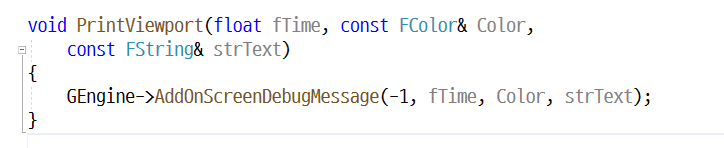 void PrintViewport(float fTime, const FColor& Color,
const FString& strText)
{
GEngine->AddOnScreenDebugMessage(-1, fTime, Color, strText);
}